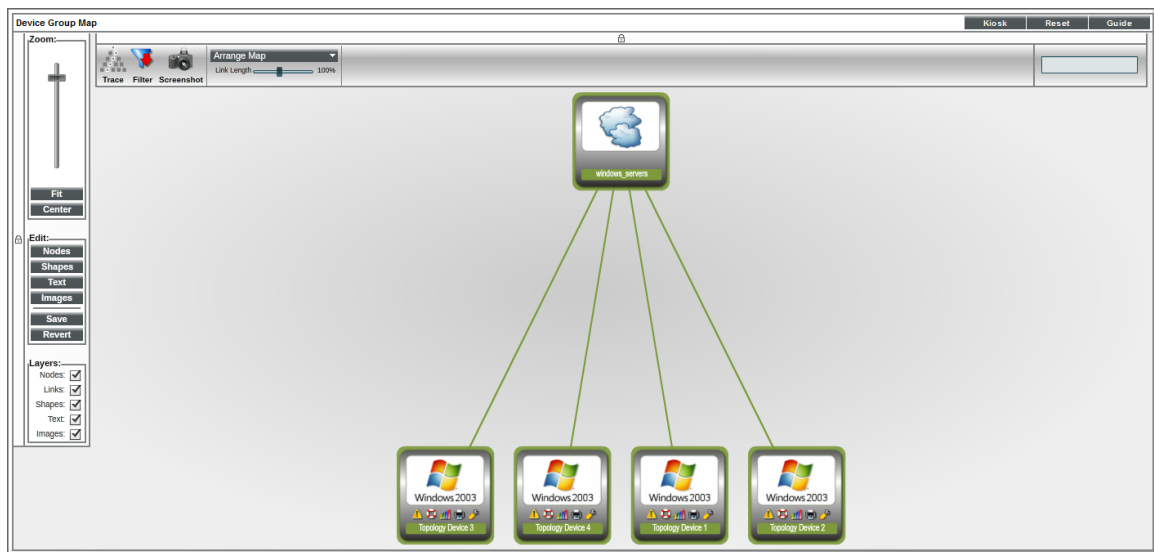 Device Group Map
Kiosk Reset Guide
Zoom:
Arrange Map
Link Length 100%
Trace Filter Screenshot
Fit
Center
Edit:
Nodes
Shapes
Text
Images
Save
Revert
Layers:
Nodes:
Links:
Shapes:
Text:
Images:
windows_servers
Windows 2003 Windows 2003 Windows 2003 Windows 2003
Topology Device 3 Topology Device 4 Topology Device 1 Topology Device 2